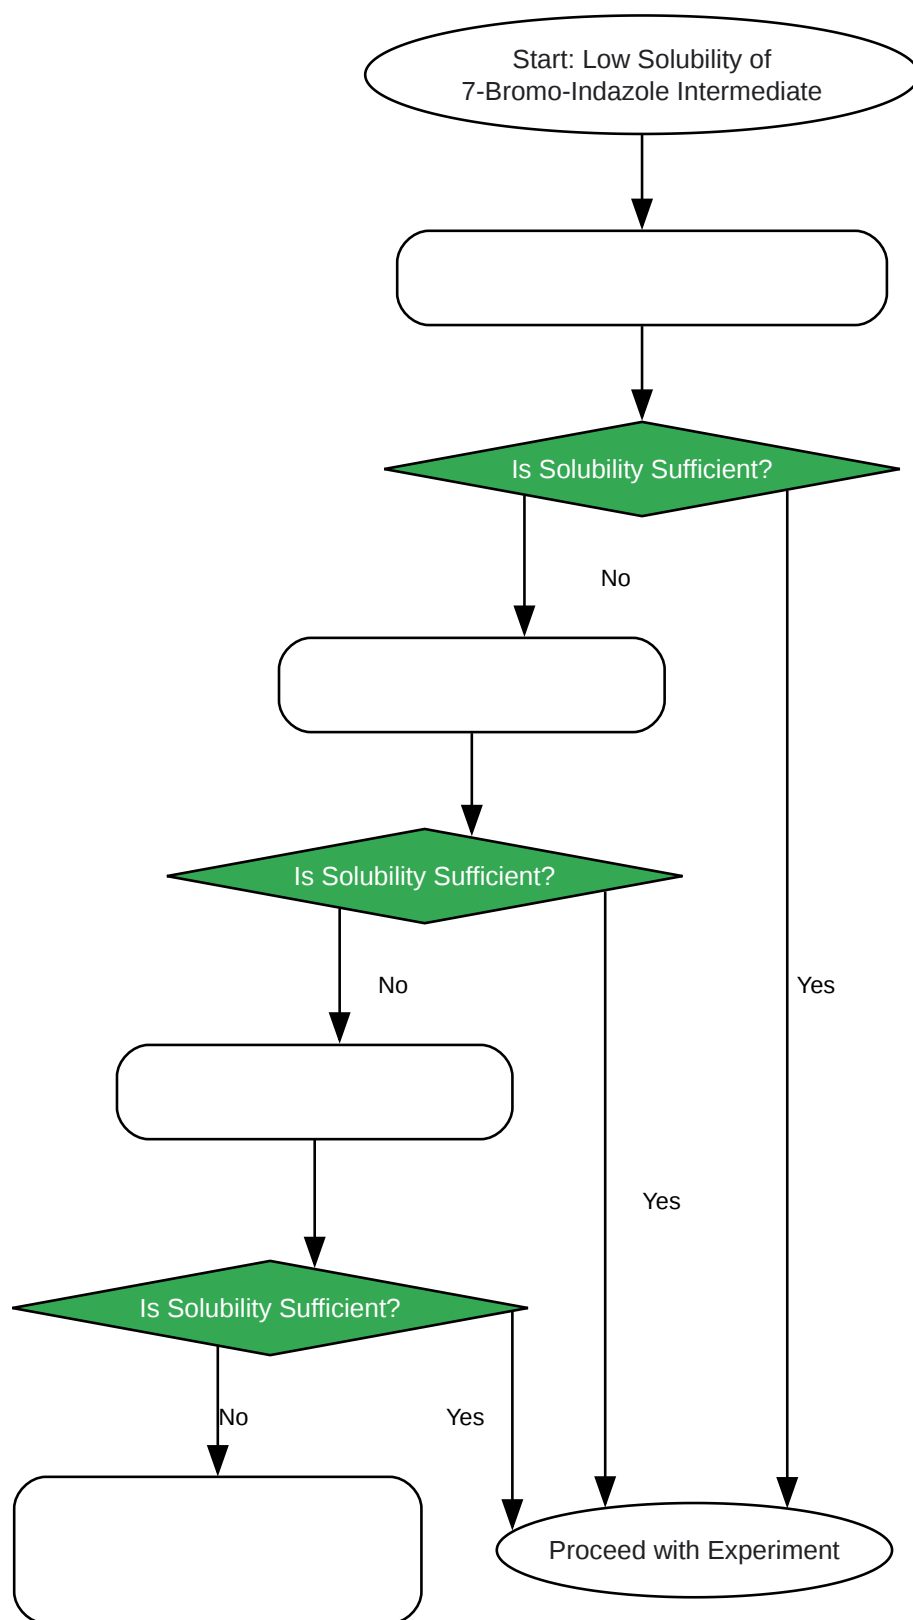 Start: Low Solubility of
7-Bromo-Indazole Intermediate
Is Solubility Sufficient?
No
Is Solubility Sufficient?
No
Yes
Yes
Is Solubility Sufficient?
No
Yes
Proceed with Experiment